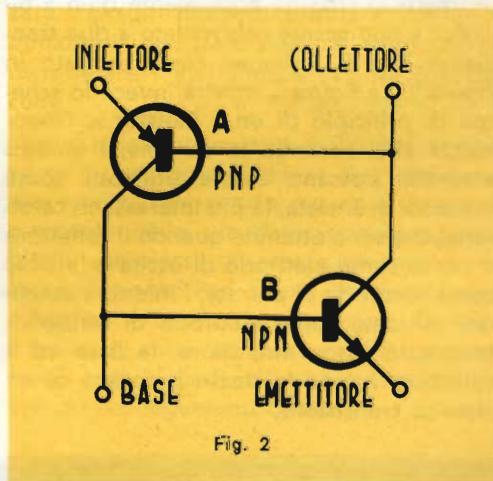 INIETTORE COLLETTORE
A
PNP
B
NPN
BASE EMETTITORE
Fig. 2